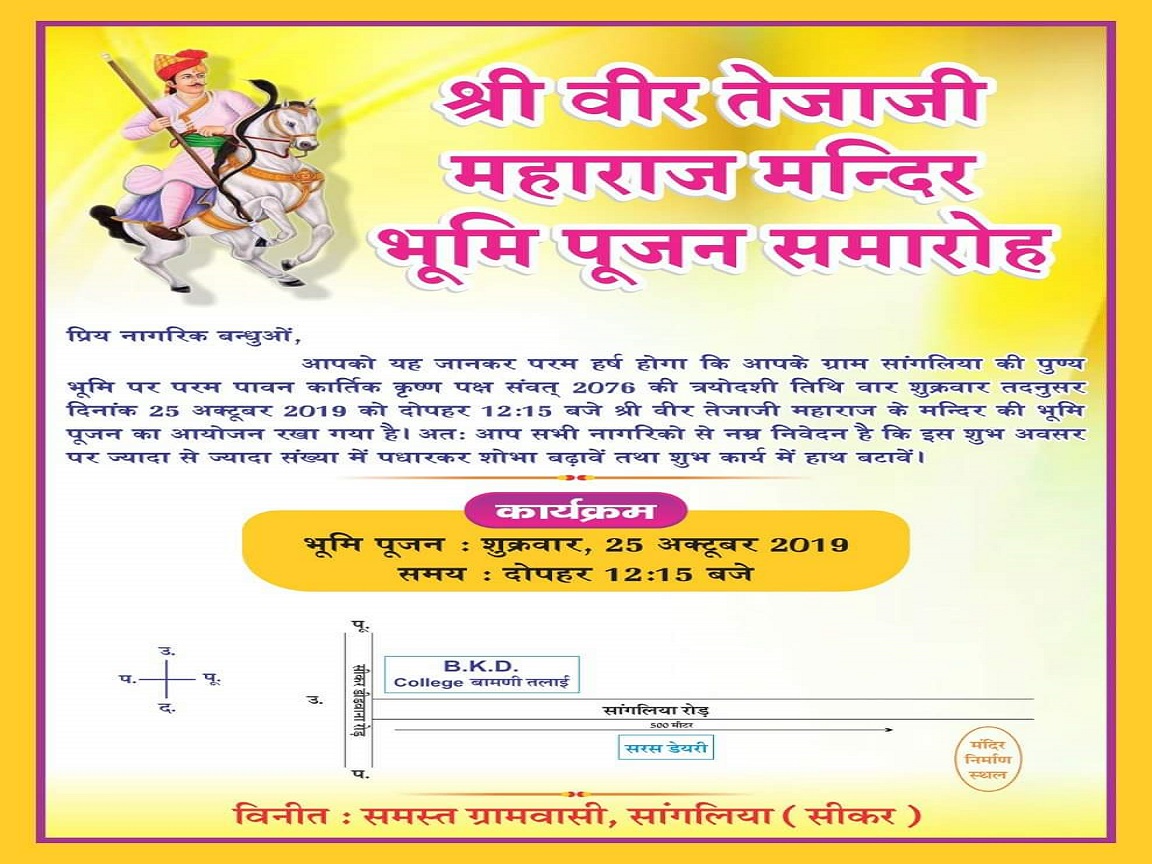 श्री वीर तेजाजी
महाराज मन्दिर
भूमि पूजन समारोह
प्रिय नागरिक बन्धुओं,
आपको यह जानकर परम हर्ष होगा कि आपके ग्राम सांगलिया की पुण्य
भूमि पर परम पावन कार्तिक कृष्ण पक्ष संवत् 2076 की त्रयोदशी तिथि वार शुक्रवार तदनुसर
दिनांक 25 अक्टूबर 2019 को दोपहर 12:15 बजे श्री वीर तेजाजी महाराज के मन्दिर की भूमि
पूजन का आयोजन रखा गया है। अतः आप सभी नागरिको से नम्र निवेदन है कि इस शुभ अवसर
पर ज्यादा से ज्यादा संख्या में पधारकर शोभा बढ़ावें तथा शुभ कार्य में हाथ बटावें।
कार्यक्रम
भूमि पूजन : शुक्रवार, 25 अक्टूबर 2019
समय : दोपहर 12:15 बजे
उ.
प.
पू.
द.
पू.
उ.
सीकर डीडवाना रोड़
प.
B.K.D.
College बामणी तलाई
सांगलिया रोड़
500 मीटर
सरस डेयरी
मंदिर
निर्माण
स्थल
विनीत : समस्त ग्रामवासी, सांगलिया ( सीकर )